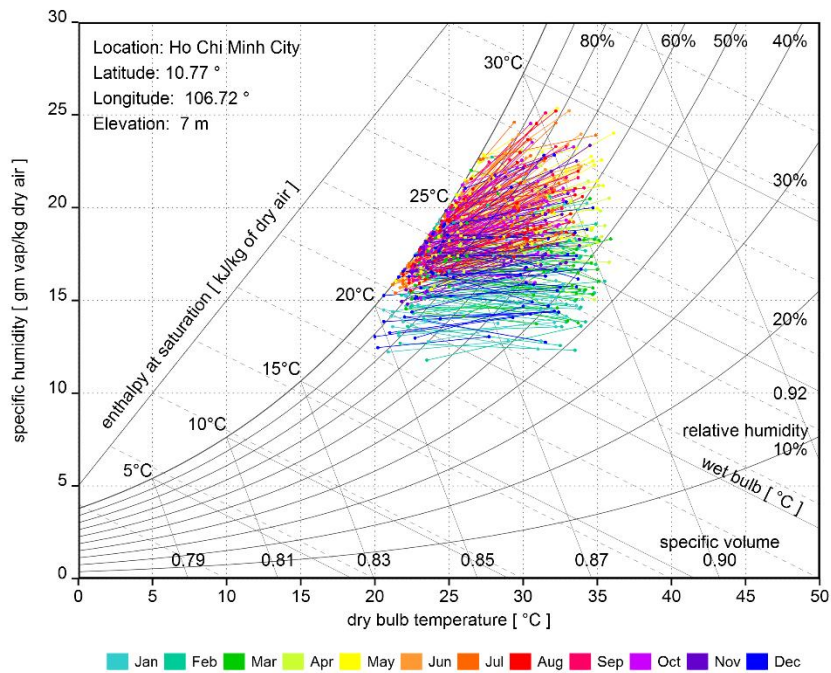 30
Location: Ho Chi Minh City
Latitude: 10.77 °
Longitude: 106.72 °
Elevation: 7 m
80%
60%
50%
40%
30°C
25
30%
25°C
20
specific humidity [ gm vap/kg dry air ]
enthalpy at saturation [ kJ/kg of dry air ]
20°C
15
20%
15°C
0.92
10
10°C
relative humidity
10%
5°C
wet bulb [ °C ]
5
specific volume
0.79
0.81
0.83
0.85
0.87
0.90
0
0
5
10
15
20
25
30
35
40
45
50
dry bulb temperature [ °C ]
Jan Feb Mar Apr May Jun Jul Aug Sep Oct Nov Dec